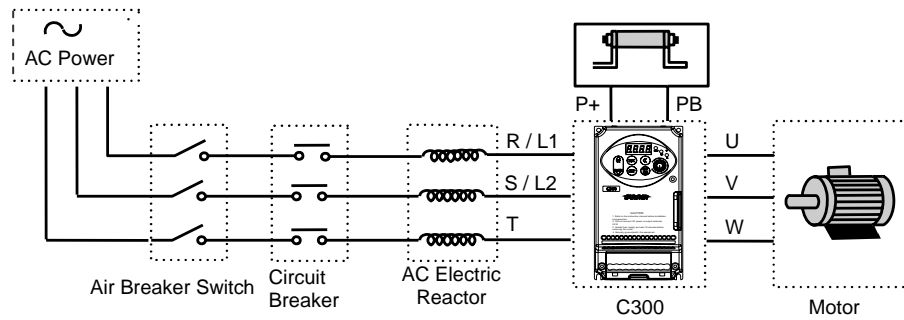 AC Power
P+ PB
R / L1
S / L2
T
U
V
W
Air Breaker Switch
Circuit
Breaker
AC Electric
Reactor
C300
Motor